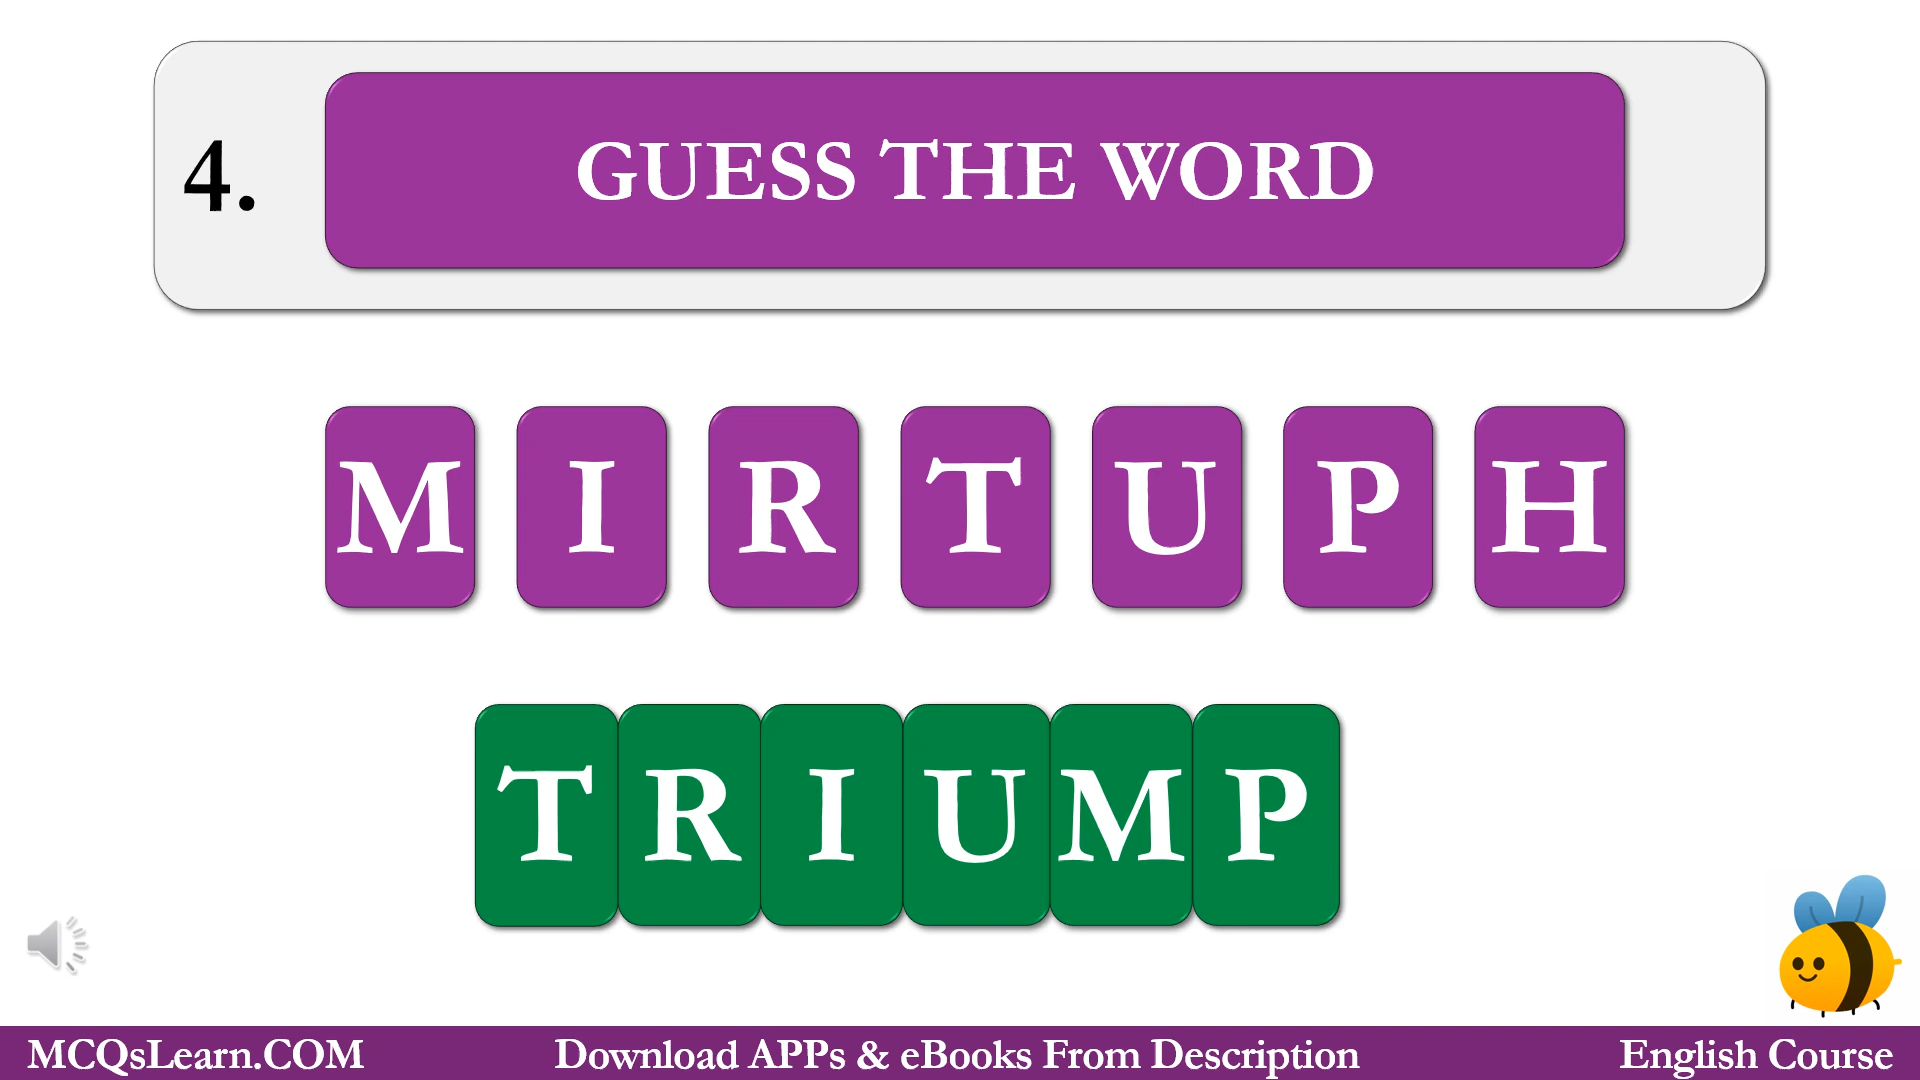 4. GUESS THE WORD
M I R T U P H
T R I U M P
MCQsLearn.COM Download APPs & eBooks From Description English Course